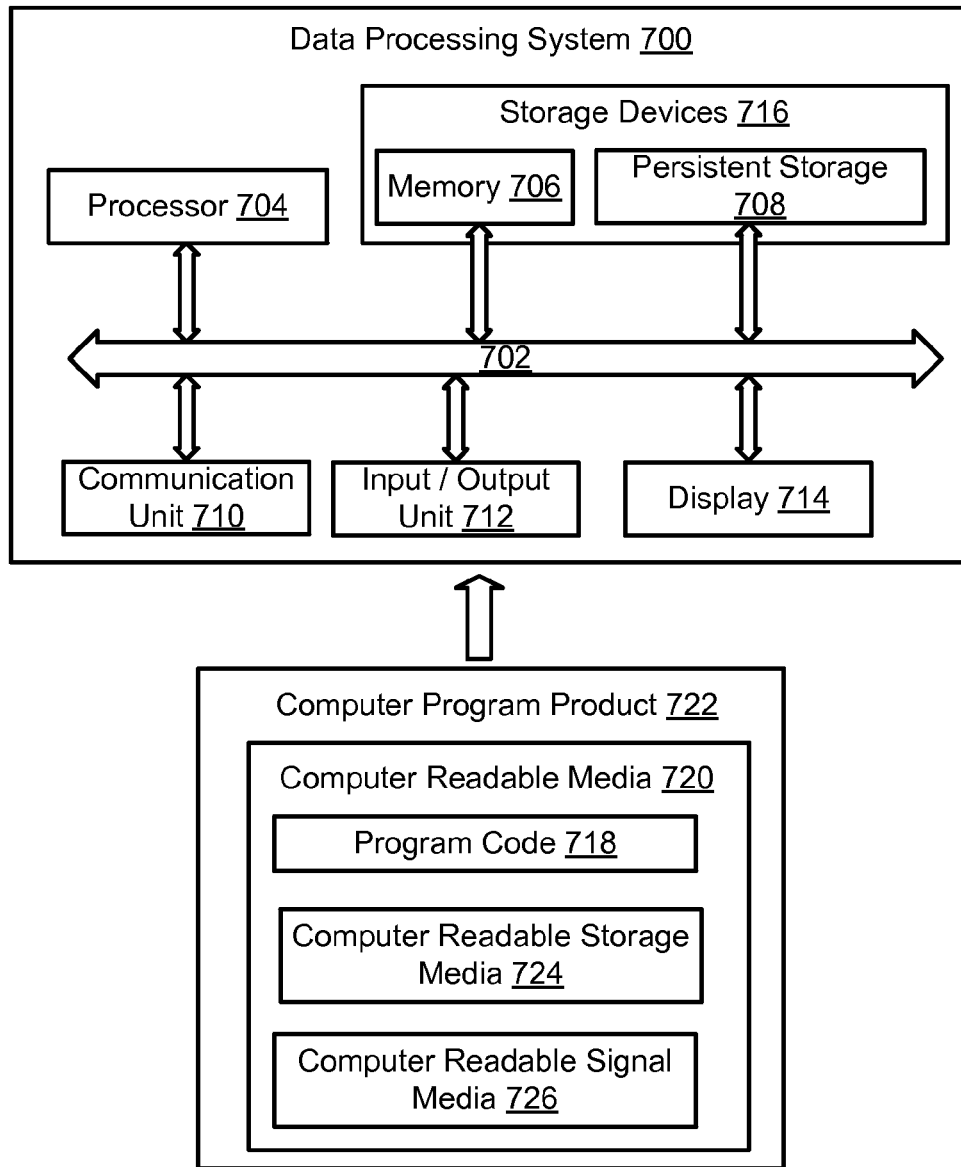 Data Processing System 700
Storage Devices 716
Processor 704
Memory 706
Persistent Storage
708
702
Communication
Unit 710
Input / Output
Unit 712
Display 714
Computer Program Product 722
Computer Readable Media 720
Program Code 718
Computer Readable Storage
Media 724
Computer Readable Signal
Media 726